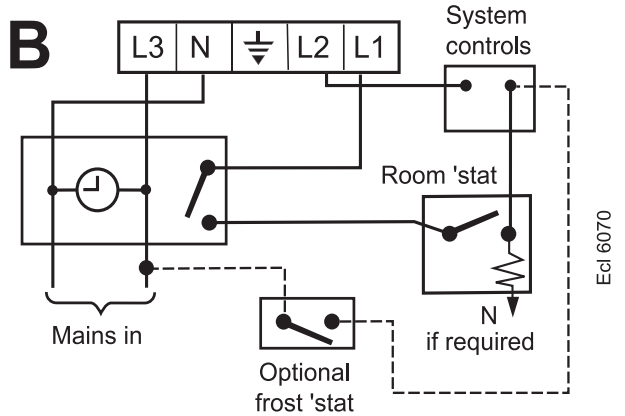 B
L3 N L2 L1
System
controls
Room 'stat
Ecl 6070
Mains in
N
if required
Optional
frost 'stat